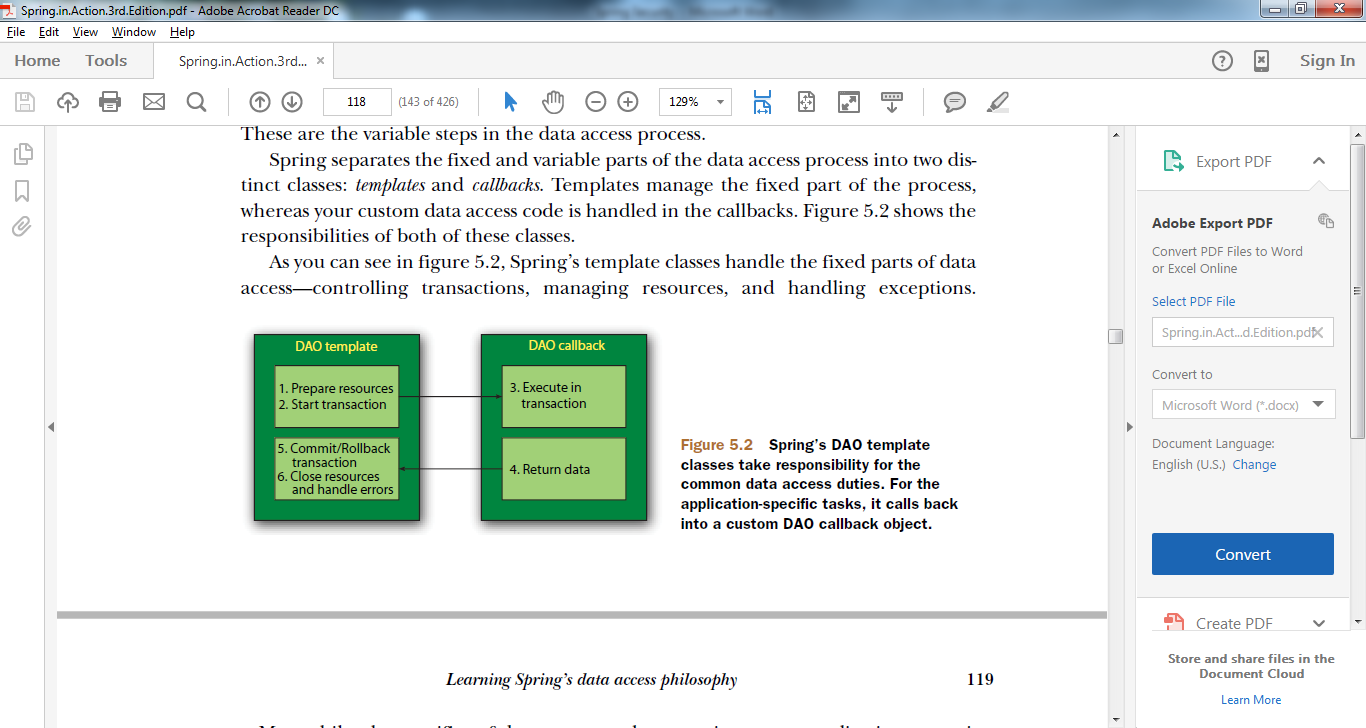 Spring.in.Action.3rd.Edition.pdf - Adobe Acrobat Reader DC
File Edit View Window Help
Home Tools Spring.in.Action.3rd... × Sign In
118 (143 of 426) 129%
These are the variable steps in the data access process.
Spring separates the fixed and variable parts of the data access process into two dis-
tinct classes: templates and callbacks. Templates manage the fixed part of the process,
whereas your custom data access code is handled in the callbacks. Figure 5.2 shows the
responsibilities of both of these classes.
As you can see in figure 5.2, Spring's template classes handle the fixed parts of data
access—controlling transactions, managing resources, and handling exceptions.
DAO template
1. Prepare resources
2. Start transaction
5. Commit/Rollback
transaction
6. Close resources
and handle errors
DAO callback
3. Execute in
transaction
4. Return data
Figure 5.2 Spring's DAO template
classes take responsibility for the
common data access duties. For the
application-specific tasks, it calls back
into a custom DAO callback object.
Learning Spring's data access philosophy 119
Export PDF
Adobe Export PDF
Convert PDF Files to Word
or Excel Online
Select PDF File
Spring.in.Act...d.Edition.pdf
Convert to
Microsoft Word (*.docx)
Document Language:
English (U.S.) Change
Convert
Create PDF
Store and share files in the
Document Cloud
Learn More